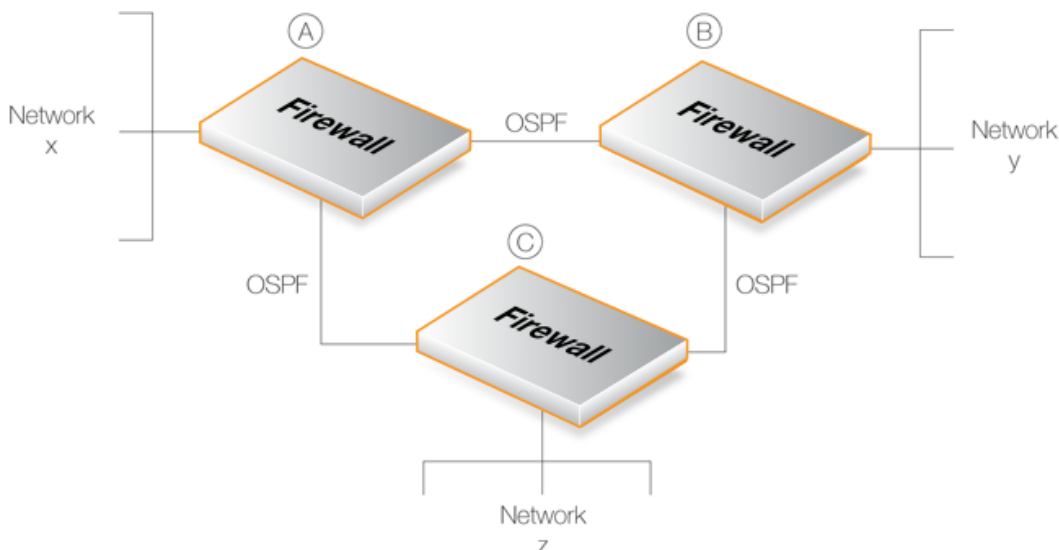 A
B
Firewall
Firewall
Network
x
OSPF
Network
y
C
OSPF
OSPF
Firewall
Network
z